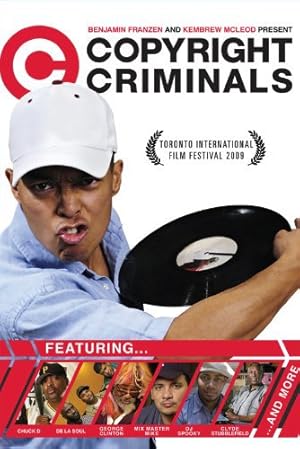 BENJAMIN FRANZEN AND KEMBREW MCLEOD PRESENT
C COPYRIGHT
CRIMINALS
TORONTO INTERNATIONAL
FILM FESTIVAL 2009
FEATURING...
CHUCK D
DE LA SOUL
GEORGE
CLINTON
MIX MASTER
MIKE
DJ
SPOOKY
CLYDE
STUBBLEFIELD
...AND MORE